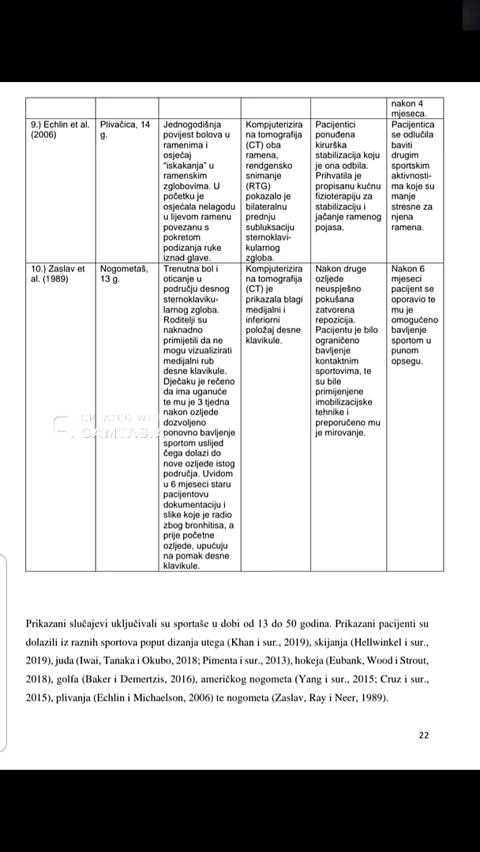 nakon 4
mjeseca.
9.) Echlin et al.
(2006)
Plivačica, 14
g.
Jednogodišnja
povijest bolova u
ramenima i
osjećaj
"iskakanja" u
ramenskim
zglobovima. U
početku je
osjećala nelagodu
u lijevom ramenu
povezanu s
pokretom
podizanja ruke
iznad glave.
Kompjuterizira
na tomografija
(CT) oba
ramena,
rendgensko
snimanje
(RTG)
pokazalo je
bilateralnu
prednju
subluksaciju
sternoklavi-
kularnog
zgloba.
Pacijentici
ponuđena
kirurška
stabilizacija koju
je ona odbila.
Prihvatila je
propisanu kućnu
fizioterapiju za
stabilizaciju i
jačanje ramenog
pojasa.
Pacijentica
se odlučila
baviti
drugim
sportskim
aktivnosti-
ma koje su
manje
stresne za
njena
ramena.
10.) Zaslav et
al. (1989)
Nogometaš,
13 g.
Trenutna bol i
oticanje u
području desnog
sternoklaviku-
larnog zgloba.
Roditelji su
naknadno
primijetili da ne
mogu vizualizirati
medijalni rub
desne klavikule.
Dječaku je rečeno
da ima uganuće
te mu je 3 tjedna
nakon ozljede
dozvoljeno
ponovno bavljenje
sportom uslijed
čega dolazi do
nove ozljede istog
područja. Uvidom
u 6 mjeseci staru
pacijentovu
dokumentaciju i
slike koje je radio
zbog bronhitisa, a
prije početne
ozljede, upućuju
na pomak desne
klavikule.
Kompjuterizira
na tomografija
(CT) je
prikazala blagi
medijalni i
inferiorni
položaj desne
klavikule.
Nakon druge
ozljede
neuspješno
pokušana
zatvorena
repozicija.
Pacijentu je bilo
ograničeno
bavljenje
kontaktnim
sportovima, te
su bile
primijenjene
imobilizacijske
tehnike i
preporučeno mu
je mirovanje.
Nakon 6
mjeseci
pacijent se
oporavio te
mu je
omogućeno
bavljenje
sportom u
punom
opsegu.
CREATED WI
CAMTASIA
Prikazani slučajevi uključivali su sportaše u dobi od 13 do 50 godina. Prikazani pacijenti su
dolazili iz raznih sportova poput dizanja utega (Khan i sur., 2019), skijanja (Hellwinkel i sur.,
2019), juda (Iwai, Tanaka i Okubo, 2018; Pimenta i sur., 2013), hokeja (Eubank, Wood i Strout,
2018), golfa (Baker i Demertzis, 2016), američkog nogometa (Yang i sur., 2015; Cruz i sur.,
2015), plivanja (Echlin i Michaelson, 2006) te nogometa (Zaslav, Ray i Neer, 1989).
22